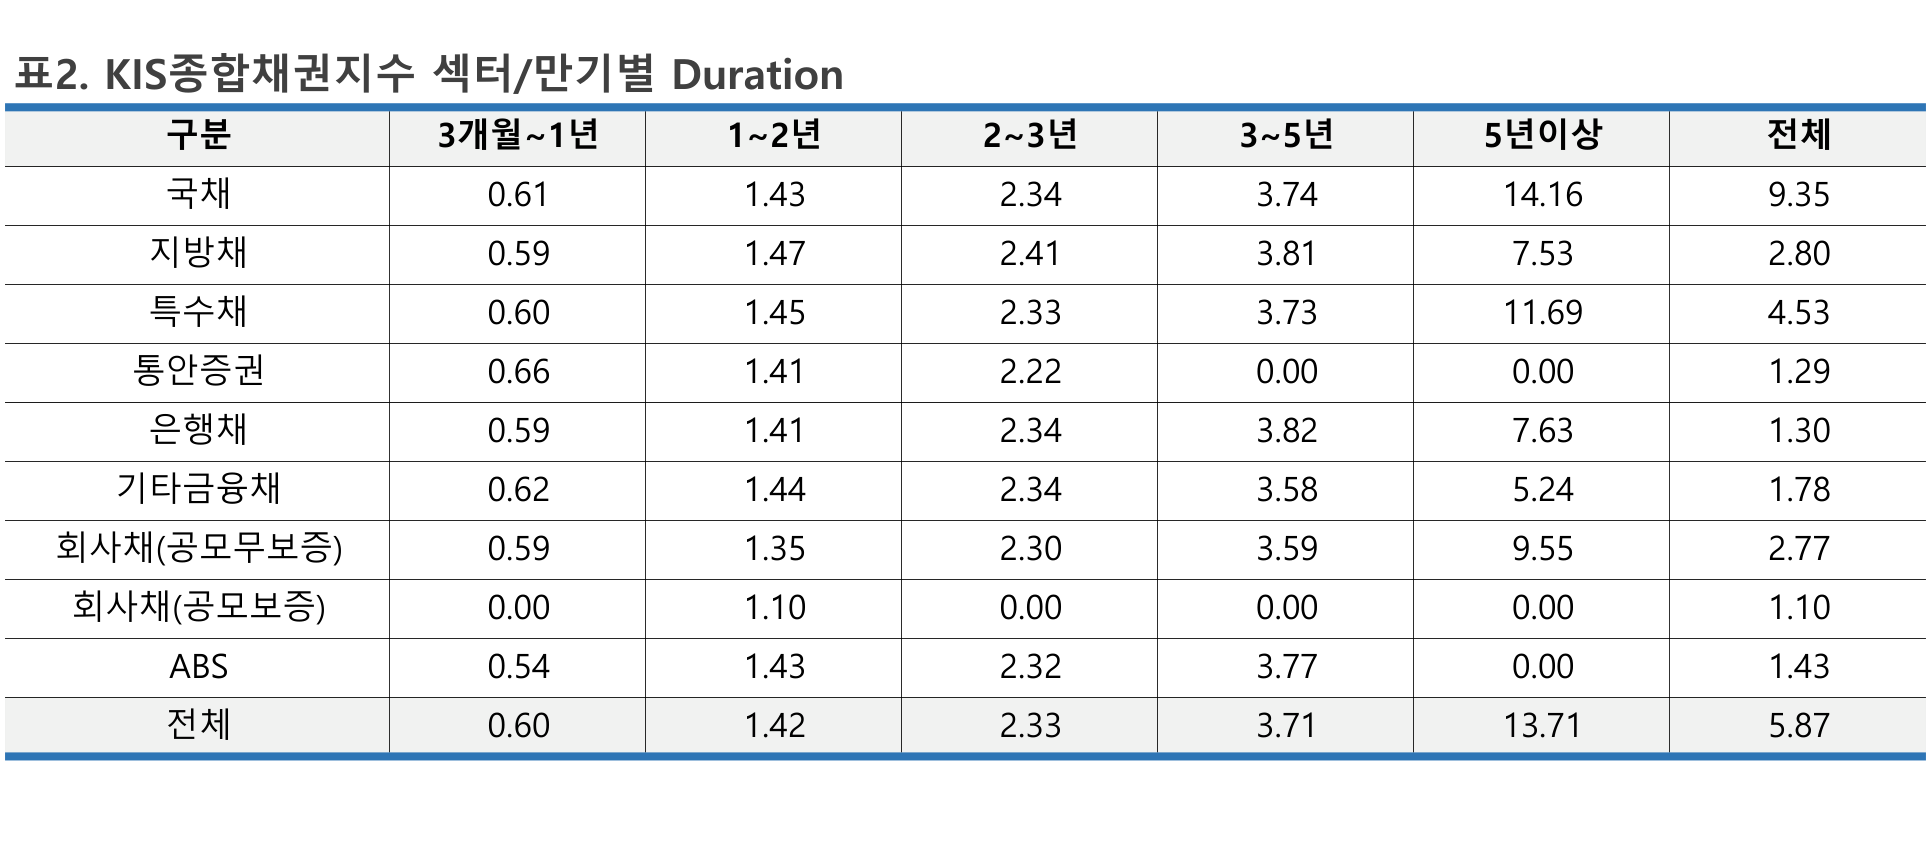 표2. KIS종합채권지수 섹터/만기별 Duration
구분 3개월~1년 1~2년 2~3년 3~5년 5년이상 전체
국채 0.61 1.43 2.34 3.74 14.16 9.35
지방채 0.59 1.47 2.41 3.81 7.53 2.80
특수채 0.60 1.45 2.33 3.73 11.69 4.53
통안증권 0.66 1.41 2.22 0.00 0.00 1.29
은행채 0.59 1.41 2.34 3.82 7.63 1.30
기타금융채 0.62 1.44 2.34 3.58 5.24 1.78
회사채(공모무보증) 0.59 1.35 2.30 3.59 9.55 2.77
회사채(공모보증) 0.00 1.10 0.00 0.00 0.00 1.10
ABS 0.54 1.43 2.32 3.77 0.00 1.43
전체 0.60 1.42 2.33 3.71 13.71 5.87